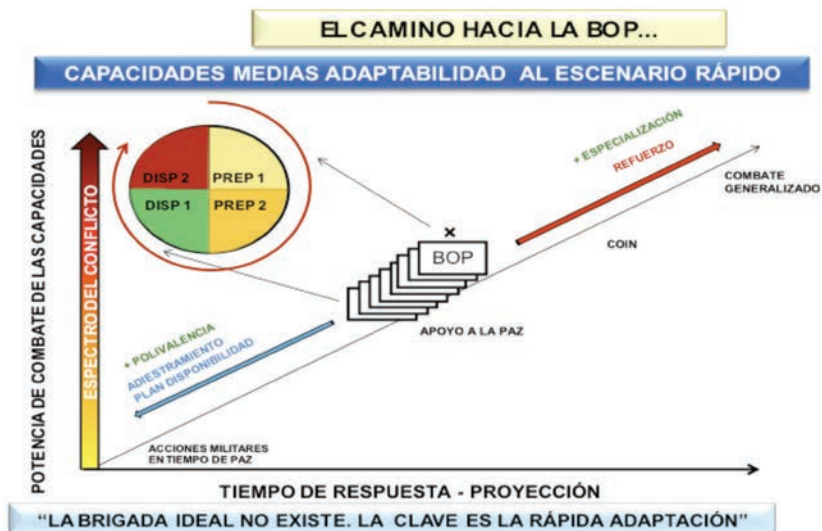 EL CAMINO HACIA LA BOP...
CAPACIDADES MEDIAS ADAPTABILIDAD AL ESCENARIO RÁPIDO
POTENCIA DE COMBATE DE LAS CAPACIDADES
ESPECTRO DEL CONFLICTO
DISP 2
PREP 1
DISP 1
PREP 2
+ ESPECIALIZACIÓN
REFUERZO
COMBATE
GENERALIZADO
COIN
X
BOP
APOYO A LA PAZ
+ POLIVALENCIA
ADIESTRAMIENTO
PLAN DISPONIBILIDAD
ACCIONES MILITARES
EN TIEMPO DE PAZ
TIEMPO DE RESPUESTA - PROYECCIÓN
“LA BRIGADA IDEAL NO EXISTE. LA CLAVE ES LA RÁPIDA ADAPTACIÓN”